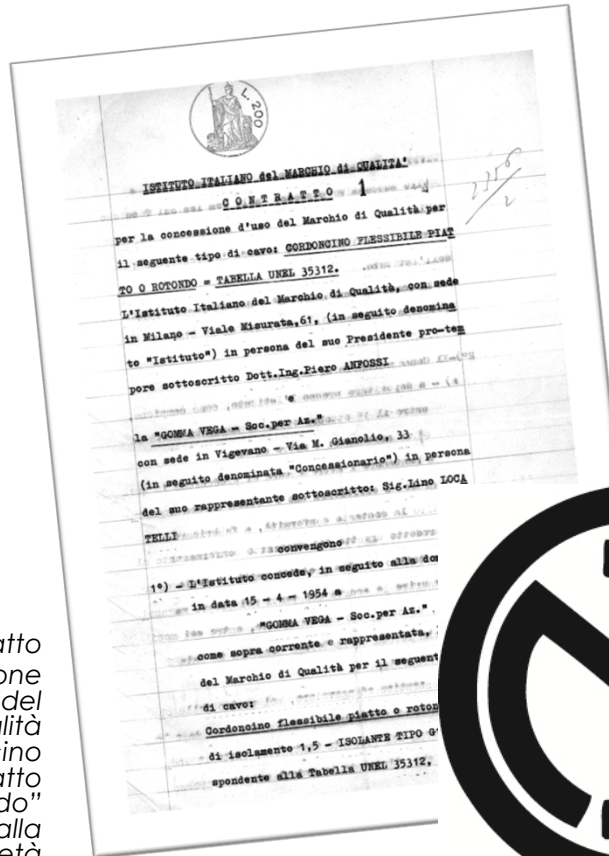 L. 200
ISTITUTO ITALIANO del MARCHIO di QUALITA'
CONTRATTO 1
per la concessione d'uso del Marchio di Qualità per
il seguente tipo di cavo: CORDONCINO FLESSIBILE PIAT
TO O ROTONDO = TABELLA UNEL 35312.
L'Istituto Italiano del Marchio di Qualità, con sede
in Milano - Viale Misurata,61, (in seguito denomina
to "Istituto") in persona del suo Presidente pro-tem
pore sottoscritto Dott.Ing.Piero ANFOSSI
e
la "GOMMA VEGA - Soc.per Az."
con sede in Vigevano - Via M. Gianolio, 33
(in seguito denominata "Concessionario") in persona
del suo rappresentante sottoscritto: Sig.Lino LOCA
TELLI
convengono
1°) - L'Istituto concede, in seguito alla
in data 15 - 4 - 1954 a
"GOMMA VEGA - Soc.per Az."
come sopra corrente e rappresentata,
del Marchio di Qualità per il
di cavo:
Cordoncino flessibile piatto o
di isolamento 1,5 - ISOLANTE TIPO
spondente alla Tabella UNEL 35312,
atto
one
del
lità
cino
atto
do"
alla
età